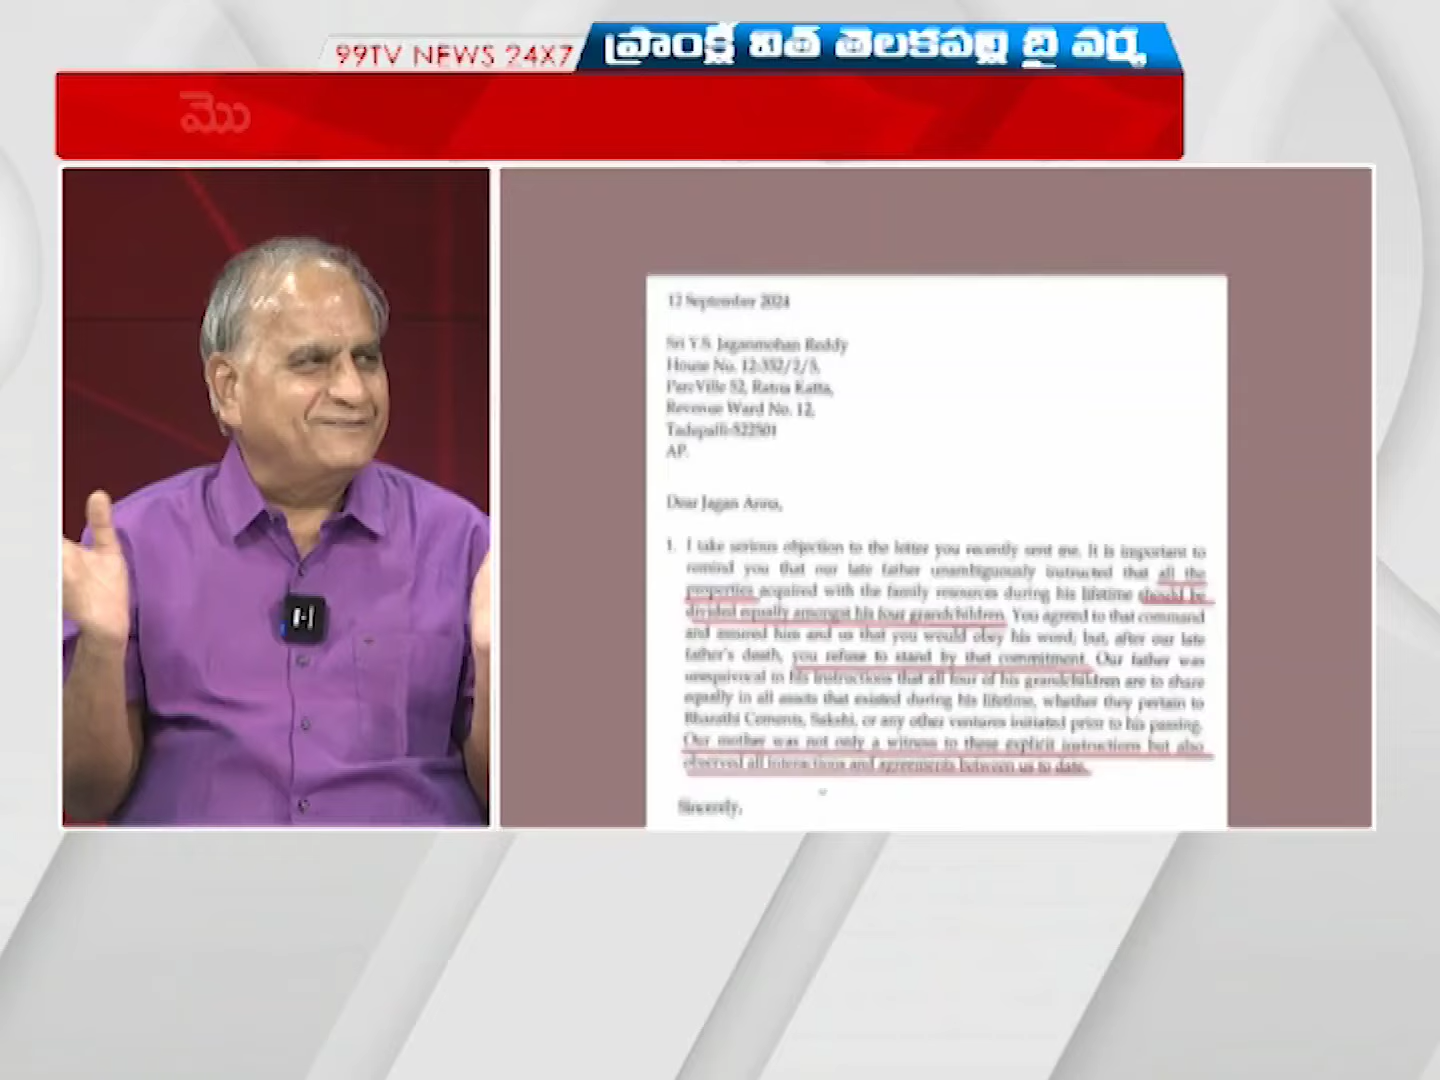 99TV NEWS 24X7
ఫ్రాంక్లీ విత్ తెలకపల్లి బై వర్మ
మొ
12 September 2024
Sri Y.S. Jaganmohan Reddy
House No. 12-352/2/5,
ParcVille 52, Ratna Katta,
Revenue Ward No. 12,
Tadepalli-522501
AP.
Dear Jagan Anna,
1. I take serious objection to the letter you recently sent me. It is important to
remind you that our late father unambiguously instructed that all the
properties acquired with the family resources during his lifetime should be
divided equally amongst his four grandchildren. You agreed to that command
and assured him and us that you would obey his word; but, after our late
father's death, you refuse to stand by that commitment. Our father was
unequivocal in his instructions that all four of his grandchildren are to share
equally in all assets that existed during his lifetime, whether they pertain to
Bharathi Cements, Sakshi, or any other ventures initiated prior to his passing.
Our mother was not only a witness to these explicit instructions but also
observed all interactions and agreements between us to date.
Sincerely,